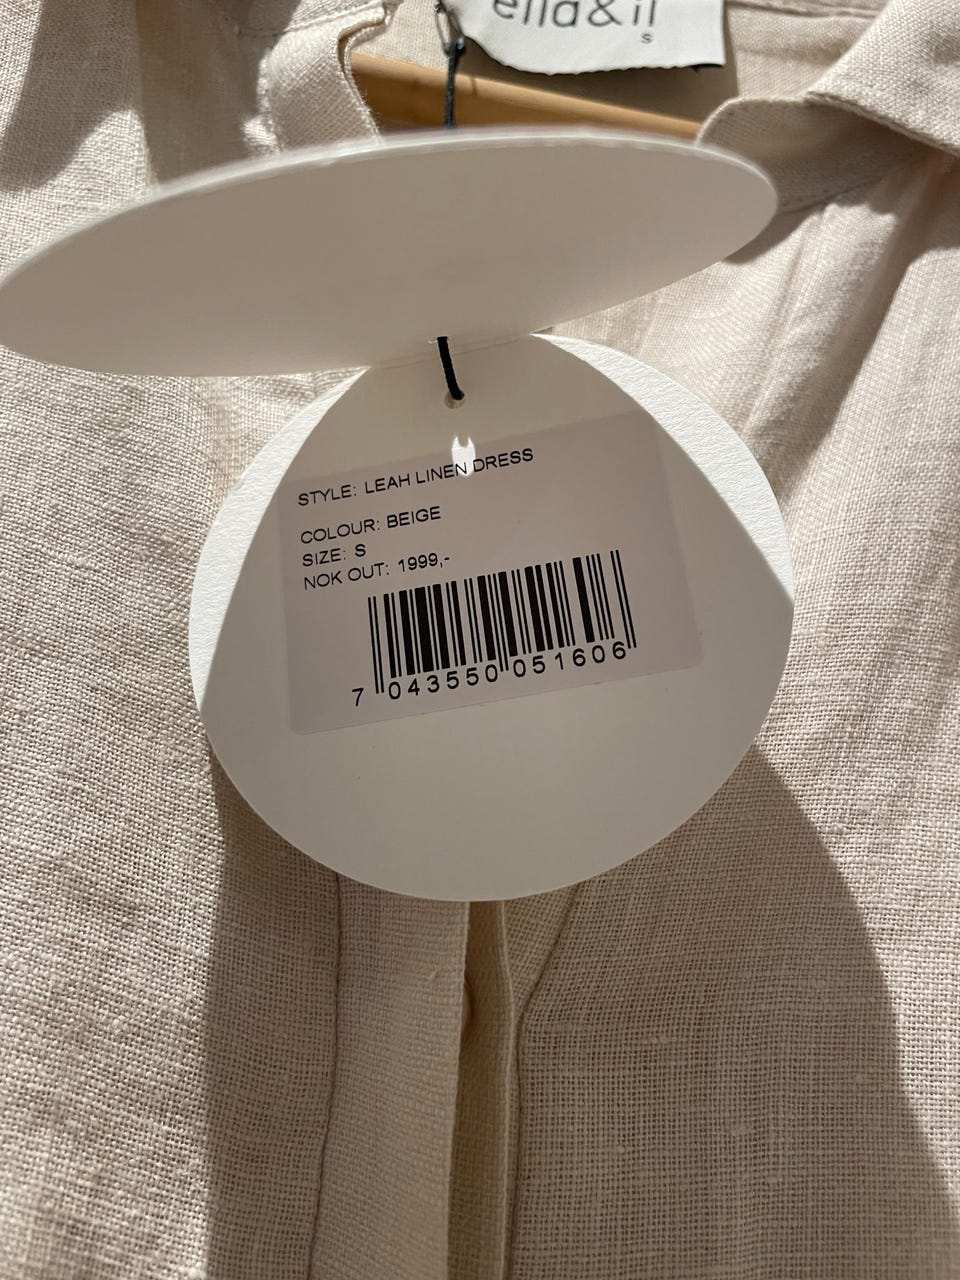 ella&il
s
STYLE: LEAH LINEN DRESS
COLOUR: BEIGE
SIZE: S
NOK OUT: 1999,-
7 043550 051606